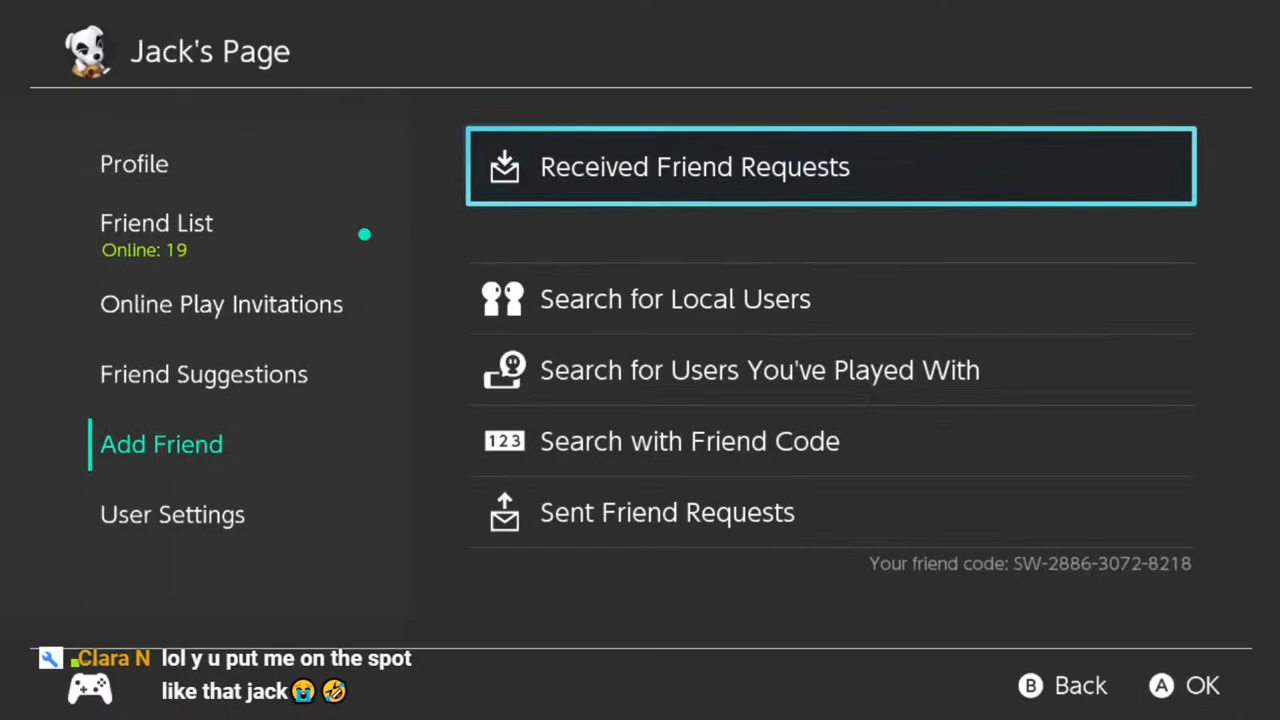 Jack's Page
Profile
Friend List
Online: 19
Online Play Invitations
Friend Suggestions
Add Friend
User Settings
Received Friend Requests
Search for Local Users
Search for Users You've Played With
123 Search with Friend Code
Sent Friend Requests
Your friend code: SW-2886-3072-8218
Clara N lol y u put me on the spot
like that jack😭🤣
B Back A OK